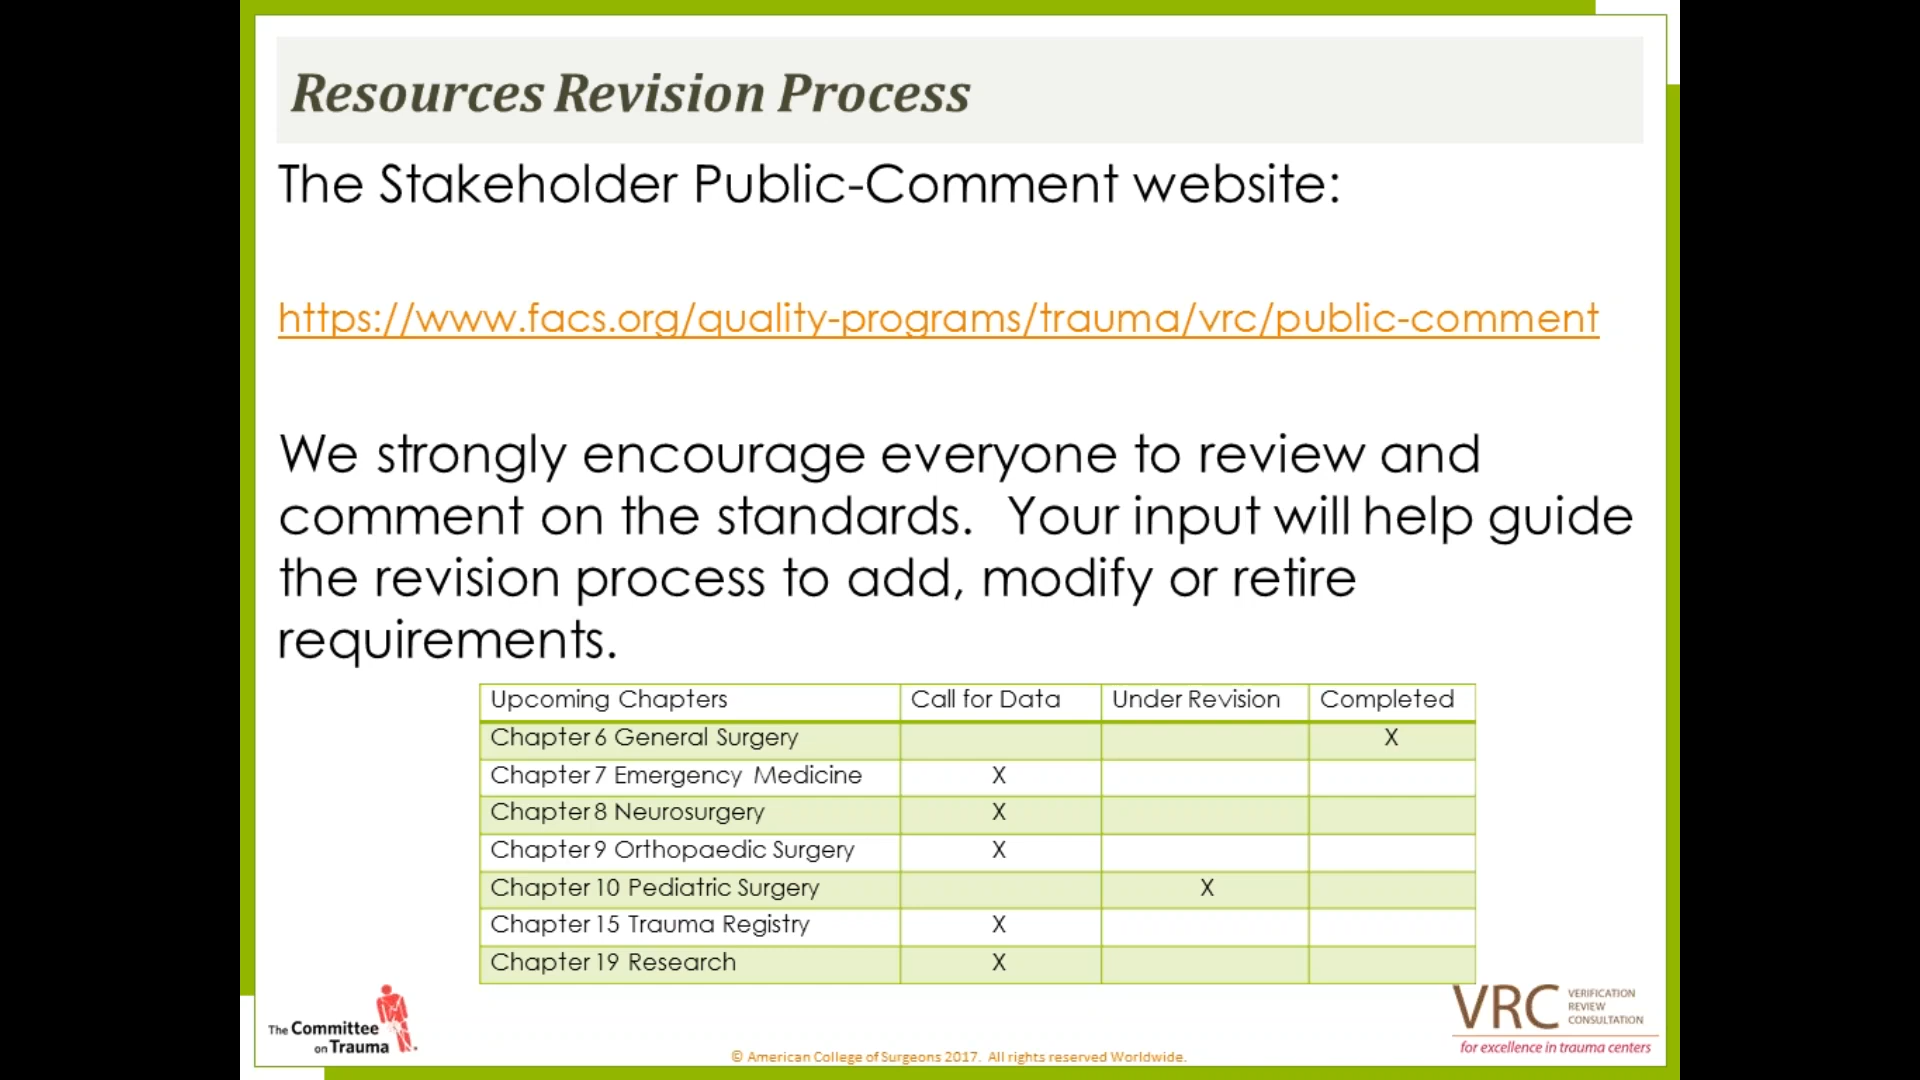 Resources Revision Process
The Stakeholder Public-Comment website:
https://www.facs.org/quality-programs/trauma/vrc/public-comment
We strongly encourage everyone to review and
comment on the standards.  Your input will help guide
the revision process to add, modify or retire
requirements.
Upcoming Chapters Call for Data Under Revision Completed
Chapter 6 General Surgery X
Chapter 7 Emergency Medicine X
Chapter 8 Neurosurgery X
Chapter 9 Orthopaedic Surgery X
Chapter 10 Pediatric Surgery X
Chapter 15 Trauma Registry X
Chapter 19 Research X
The Committee
on Trauma
© American College of Surgeons 2017.  All rights reserved Worldwide.
VRC
VERIFICATION
REVIEW
CONSULTATION
for excellence in trauma centers